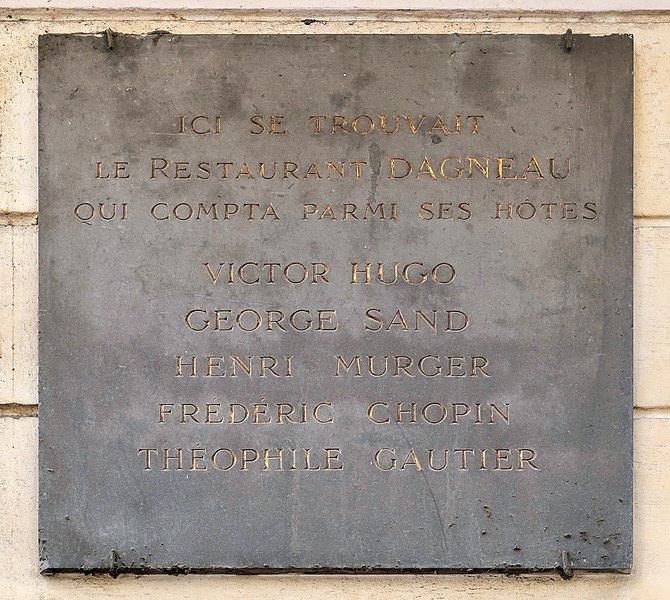 ICI SE TROUVAIT
LE RESTAURANT DAGNEAU
QUI COMPTA PARMI SES HÔTES
VICTOR HUGO
GEORGE SAND
HENRI MURGER
FRÉDÉRIC CHOPIN
THÉOPHILE GAUTIER